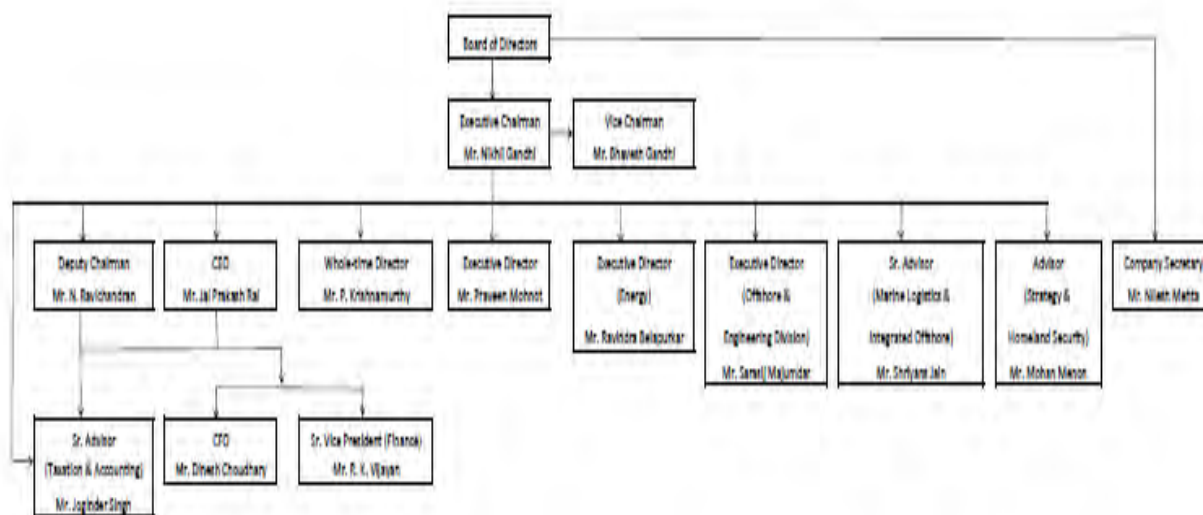 Board of Directors
Executive Chairman
Mr. Nikhil Gandhi
Vice Chairman
Mr. Bhavesh Gandhi
Deputy Chairman
Mr. N. Ravichandran
CEO
Mr. Jai Prakash Rai
Whole-time Director
Mr. P. Krishnamurthy
Executive Director
Mr. Praveen Mohnot
Executive Director
(Energy)
Mr. Ravindra Belapurkar
Executive Director
(Offshore &
Engineering Division)
Mr. Majumdar
Sr. Advisor
(Marine Logistics &
Integrated Offshore)
Mr. Shriyans Jain
Advisor
(Strategy &
Homeland Security)
Mr. Mohan Menon
Company Secretary
Mr. Nilesh Mehta
Sr. Advisor
(Taxation & Accounting)
Mr. Joginder Singh
CFO
Mr. Dinesh Choudhary
Sr. Vice President (Finance)
Mr. R. K. Vijayan